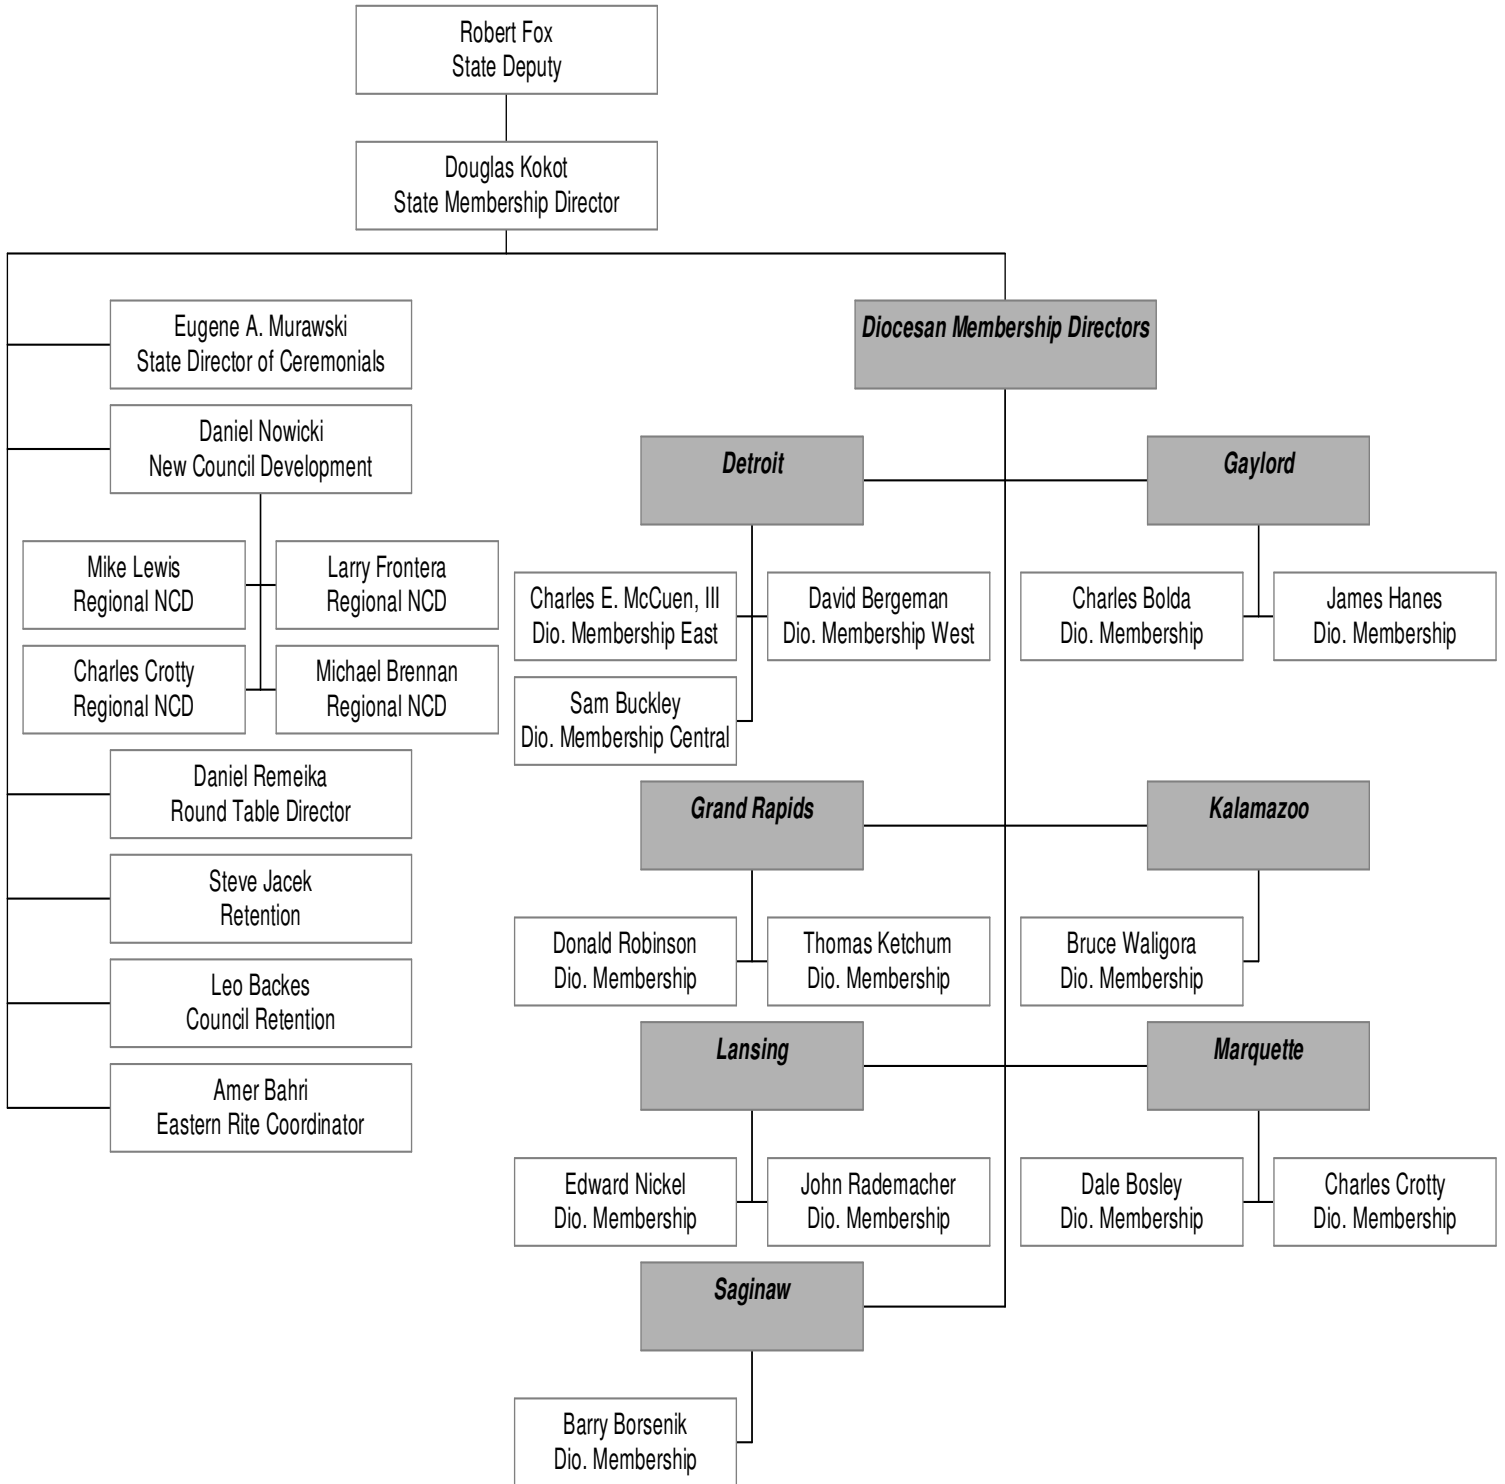 Robert Fox
State Deputy
Douglas Kokot
State Membership Director
Eugene A. Murawski
State Director of Ceremonials
Daniel Nowicki
New Council Development
Mike Lewis
Regional NCD
Larry Frontera
Regional NCD
Charles Crotty
Regional NCD
Michael Brennan
Regional NCD
Daniel Remeika
Round Table Director
Steve Jacek
Retention
Leo Backes
Council Retention
Amer Bahri
Eastern Rite Coordinator
Diocesan Membership Directors
Detroit
Charles E. McCuen, III
Dio. Membership East
David Bergeman
Dio. Membership West
Sam Buckley
Dio. Membership Central
Gaylord
Charles Bolda
Dio. Membership
James Hanes
Dio. Membership
Grand Rapids
Donald Robinson
Dio. Membership
Thomas Ketchum
Dio. Membership
Kalamazoo
Bruce Waligora
Dio. Membership
Lansing
Edward Nickel
Dio. Membership
John Rademacher
Dio. Membership
Marquette
Dale Bosley
Dio. Membership
Charles Crotty
Dio. Membership
Saginaw
Barry Borsenik
Dio. Membership